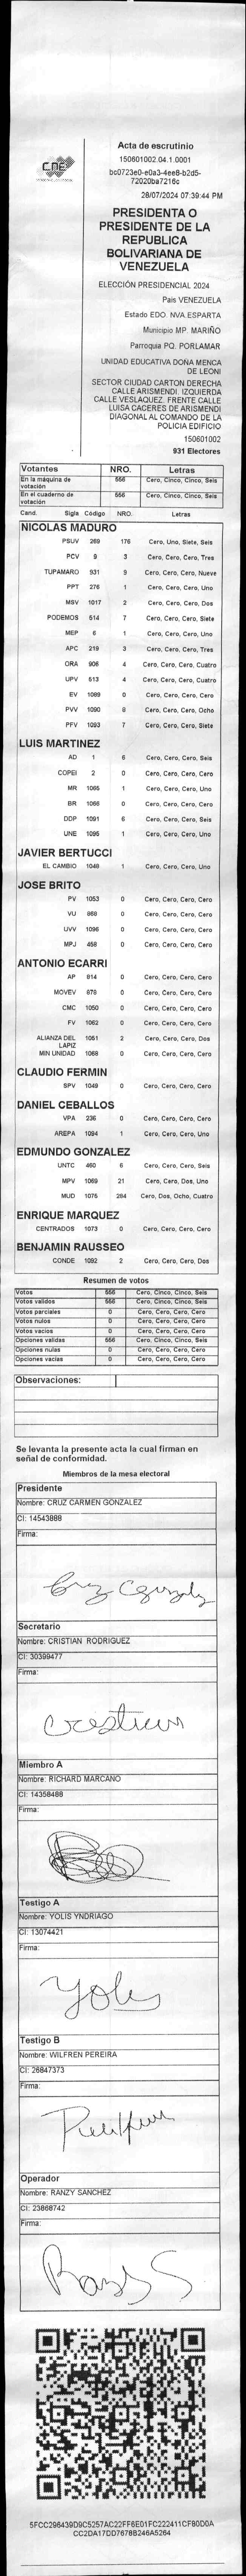 CNE
Acta de escrutinio
150601002.04.1.0001
bc0723e0-e0a3-4ee8-b2d5-
72020ba7216c
28/07/2024 07:39:44 PM
PRESIDENTA O
PRESIDENTE DE LA
REPUBLICA
BOLIVARIANA DE
VENEZUELA
ELECCIÓN PRESIDENCIAL 2024
Pais VENEZUELA
Estado EDO. NVA.ESPARTA
Municipio MP. MARIÑO
Parroquia PQ. PORLAMAR
UNIDAD EDUCATIVA DOÑA MENCA
DE LEONI
SECTOR CIUDAD CARTON DERECHA
CALLE ARISMENDI. IZQUIERDA
CALLE VESLAQUEZ. FRENTE CALLE
LUISA CACERES DE ARISMENDI
DIAGONAL AL COMANDO DE LA
POLICIA EDIFICIO
150601002
931 Electores
Votantes NRO. Letras
En la máquina de votación 556 Cero, Cinco, Cinco, Seis
En el cuaderno de votación 556 Cero, Cinco, Cinco, Seis
Cand. Sigla Código NRO. Letras
NICOLAS MADURO
PSUV 269 176 Cero, Uno, Siete, Seis
PCV 9 3 Cero, Cero, Cero, Tres
TUPAMARO 931 9 Cero, Cero, Cero, Nueve
PPT 276 1 Cero, Cero, Cero, Uno
MSV 1017 2 Cero, Cero, Cero, Dos
PODEMOS 514 7 Cero, Cero, Cero, Siete
MEP 6 1 Cero, Cero, Cero, Uno
APC 219 3 Cero, Cero, Cero, Tres
ORA 906 4 Cero, Cero, Cero, Cuatro
UPV 613 4 Cero, Cero, Cero, Cuatro
EV 1089 0 Cero, Cero, Cero, Cero
PVV 1090 8 Cero, Cero, Cero, Ocho
PFV 1093 7 Cero, Cero, Cero, Siete
LUIS MARTINEZ
AD 1 6 Cero, Cero, Cero, Seis
COPEI 2 0 Cero, Cero, Cero, Cero
MR 1065 1 Cero, Cero, Cero, Uno
BR 1066 0 Cero, Cero, Cero, Cero
DDP 1091 6 Cero, Cero, Cero, Seis
UNE 1095 1 Cero, Cero, Cero, Uno
JAVIER BERTUCCI
EL CAMBIO 1048 1 Cero, Cero, Cero, Uno
JOSE BRITO
PV 1053 0 Cero, Cero, Cero, Cero
VU 868 0 Cero, Cero, Cero, Cero
UVV 1096 0 Cero, Cero, Cero, Cero
MPJ 458 0 Cero, Cero, Cero, Cero
ANTONIO ECARRI
AP 814 0 Cero, Cero, Cero, Cero
MOVEV 878 0 Cero, Cero, Cero, Cero
CMC 1050 0 Cero, Cero, Cero, Cero
FV 1062 0 Cero, Cero, Cero, Cero
ALIANZA DEL LAPIZ 1081 2 Cero, Cero, Cero, Dos
MIN UNIDAD 1088 0 Cero, Cero, Cero, Cero
CLAUDIO FERMIN
SPV 1049 0 Cero, Cero, Cero, Cero
DANIEL CEBALLOS
VPA 236 0 Cero, Cero, Cero, Cero
AREPA 1094 1 Cero, Cero, Cero, Uno
EDMUNDO GONZALEZ
UNTC 460 6 Cero, Cero, Cero, Seis
MPV 1069 21 Cero, Cero, Dos, Uno
MUD 1075 284 Cero, Dos, Ocho, Cuatro
ENRIQUE MARQUEZ
CENTRADOS 1073 0 Cero, Cero, Cero, Cero
BENJAMIN RAUSSEO
CONDE 1092 2 Cero, Cero, Cero, Dos
Resumen de votos
Votos 556 Cero, Cinco, Cinco, Seis
Votos validos 556 Cero, Cinco, Cinco, Seis
Votos parciales 0 Cero, Cero, Cero, Cero
Votos nulos 0 Cero, Cero, Cero, Cero
Votos vacios 0 Cero, Cero, Cero, Cero
Opciones validas 556 Cero, Cinco, Cinco, Seis
Opciones nulas 0 Cero, Cero, Cero, Cero
Opciones vacias 0 Cero, Cero, Cero, Cero
Observaciones:
Se levanta la presente acta la cual firman en
señal de conformidad.
Miembros de la mesa electoral
Presidente
Nombre: CRUZ CARMEN GONZALEZ
CI: 14543888
Firma:
Cruz CGonzalez
Secretario
Nombre: CRISTIAN RODRIGUEZ
CI: 30399477
Firma:
Cristian
Miembro A
Nombre: RICHARD MARCANO
CI: 14358488
Firma:
Testigo A
Nombre: YOLIS YNDRIAGO
CI: 13074421
Firma:
Yolis
Testigo B
Nombre: WILFREN PEREIRA
CI: 26847373
Firma:
Operador
Nombre: RANZY SANCHEZ
CI: 23868742
Firma:
Ranzy S
5FCC298439D9C5257AC22FF6E01FC222411CF80D0A
CC2DA17DD7678B246A5264